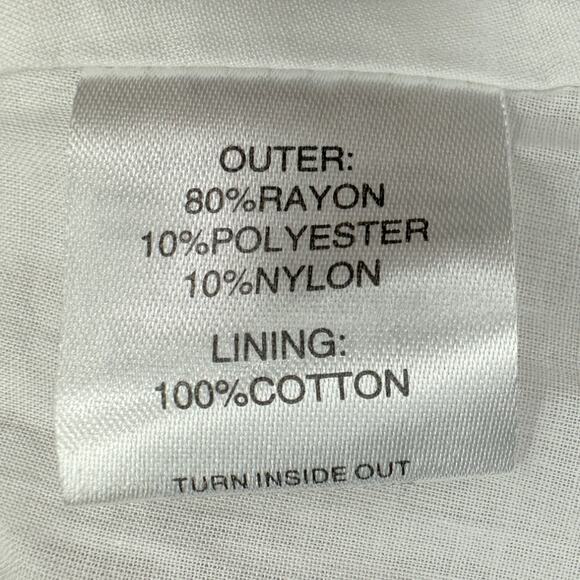 OUTER:
80%RAYON
10%POLYESTER
10%NYLON
LINING:
100%COTTON
TURN INSIDE OUT